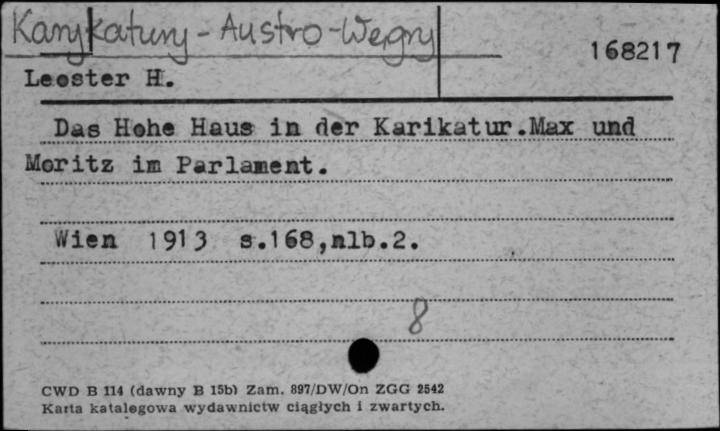 Karykatury - Austro-Węgry
168217
Leoster H.
Das Hohe Haus in der Karikatur.Max und
Moritz im Parlament.
Wien 1913 s.168,nlb.2.
8
CWD B 114 (dawny B 15b) Zam. 897/DW/On ZGG 2542
Karta katalogowa wydawnictw ciągłych i zwartych.